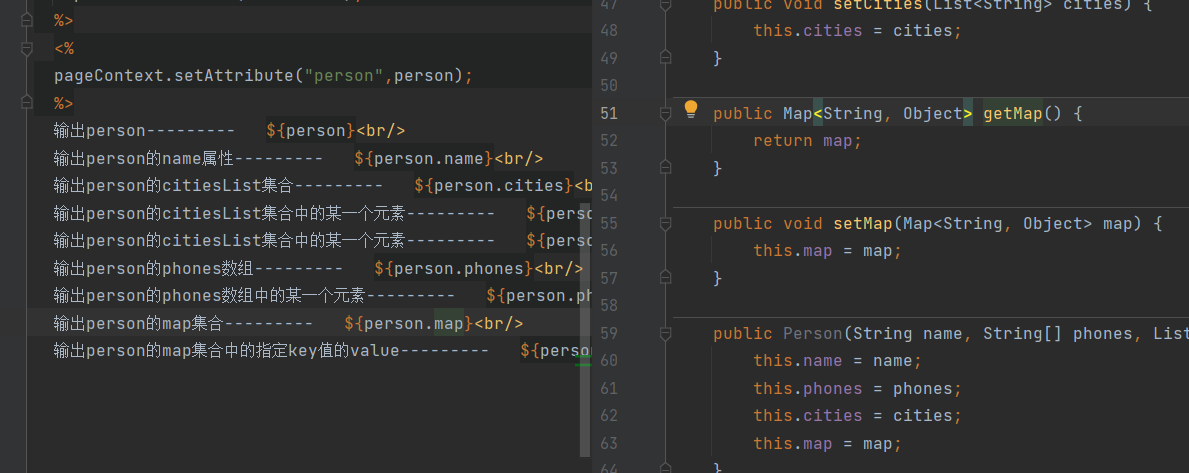 %>
<%
pageContext.setAttribute("person",person);
%>
输出person---------   ${person}<br/>
输出person的name属性---------   ${person.name}<br/>
输出person的citiesList集合---------   ${person.cities}<b
输出person的citiesList集合中的某一个元素---------   ${perso
输出person的citiesList集合中的某一个元素---------   ${perso
输出person的phones数组---------   ${person.phones}<br/>
输出person的phones数组中的某一个元素---------   ${person.ph
输出person的map集合---------   ${person.map}<br/>
输出person的map集合中的指定key值的value---------   ${perso
47 public void setCities(List<String> cities) {
48 this.cities = cities;
49 }
50
51 public Map<String, Object> getMap() {
52 return map;
53 }
54
55 public void setMap(Map<String, Object> map) {
56 this.map = map;
57 }
58
59 public Person(String name, String[] phones, List
60 this.name = name;
61 this.phones = phones;
62 this.cities = cities;
63 this.map = map;
64 }